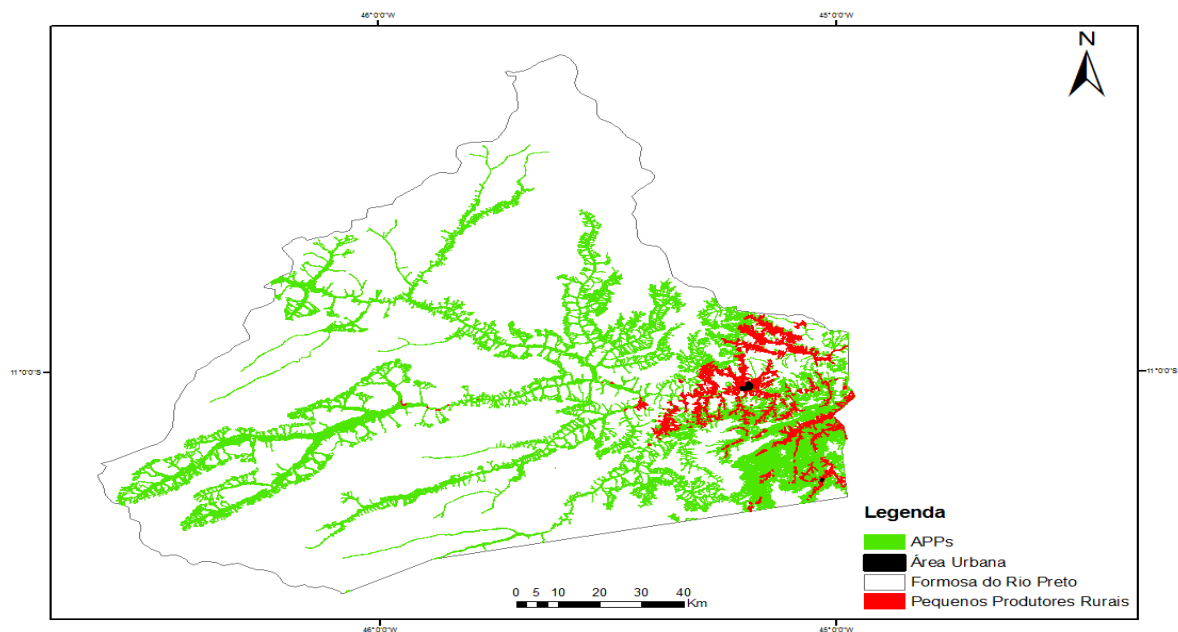 46°0'0"W
45°0'0"W
N
11°0'0"S
11°0'0"S
Legenda
APPs
Área Urbana
Formosa do Rio Preto
Pequenos Produtores Rurais
0 5 10 20 30 40
Km
46°0'0"W
45°0'0"W